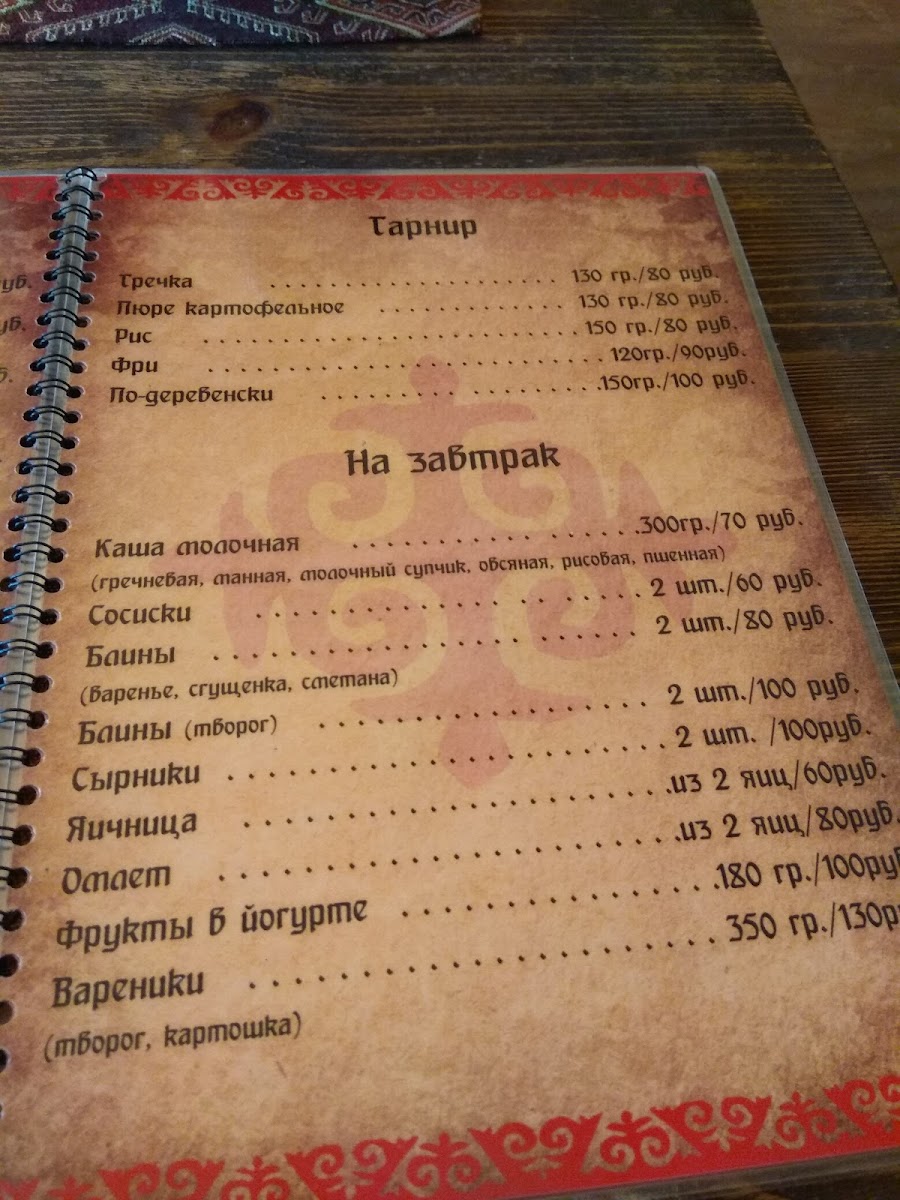 Гарнир
Гречка ...................... 130 гр./80 руб.
Пюре картофельное .............. 130 гр./80 руб.
Рис ............................ 150 гр./80 руб.
Фри ............................. 120гр./90руб.
По-деревенски ......................150гр./100 руб.
На завтрак
Каша молочная ..................300гр./70 руб.
(гречневая, манная, молочный супчик, овсяная, рисовая, пшенная)
Сосиски ........................ 2 шт./60 руб.
Блины ........................... 2 шт./80 руб.
(варенье, сгущенка, сметана)
Блины (творог) ..................... 2 шт./100 руб.
Сырники ........................... 2 шт. /100руб.
Яичница ..........................из 2 яиц/60руб.
Омлет ............................из 2 яиц/80руб.
Фрукты в йогурте ..................180 гр./100руб
Вареники ........................... 350 гр./130р
(творог, картошка)
уб.
уб.
б.